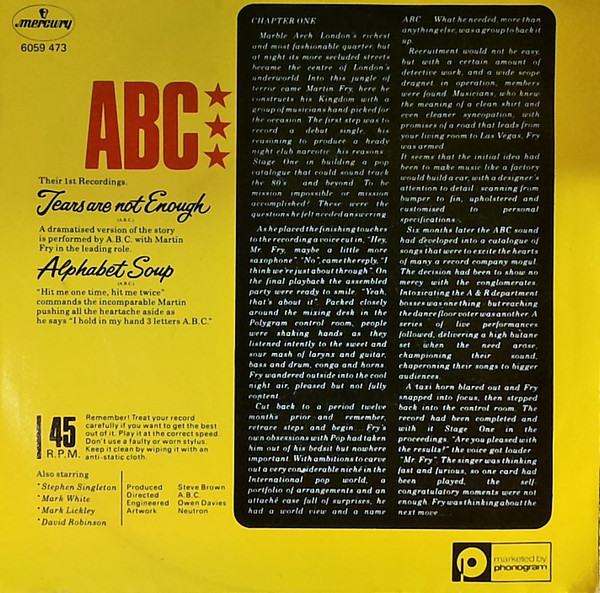 mercury
6059 473
ABC
Their 1st Recordings.
Tears are not Enough
(A.B.C.)
A dramatised version of the story
is performed by A.B.C. with Martin
Fry in the leading role.
Alphabet Soup
(A.B.C.)
"Hit me one time, hit me twice"
commands the incomparable Martin
pushing all the heartache aside as
he says "I hold in my hand 3 letters A.B.C."
45
R.P.M.
Remember! Treat your record
carefully if you want to get the best
out of it. Play it at the correct speed.
Don't use a faulty or worn stylus.
Keep it clean by wiping it with an
anti-static cloth.
Also starring
*Stephen Singleton
*Mark White
*Mark Lickley
*David Robinson
Produced Steve Brown
Directed A.B.C.
Engineered Owen Davies
Artwork Neutron
CHAPTER ONE
Marble Arch London's richest
and most fashionable quarter, but
at night its more secluded streets
became the centre of London's
underworld. Into this jungle of
terror came Martin Fry, here he
constructs his Kingdom with a
group of musicians hand picked for
the occasion. The first step was to
record a debut single, his
reasoning to produce a heady
night club narcotic, his reasons
Stage One in building a pop
catalogue that could sound track
the 80's and beyond. To be
mission impossible or mission
accomplished? These were the
questions he felt needed answering.
As he placed the finishing touches
to the recording a voice cut in, "Hey,
Mr. Fry, maybe a little more
saxophone". "No", came the reply, "I
think we're just about through". On
the final playback the assembled
party were ready to smile. "Yeah,
that's about it". Packed closely
around the mixing desk in the
Polygram control room, people
were shaking hands as they
listened intently to the sweet and
sour mash of larynx and guitar,
bass and drum, conga and horns.
Fry wandered outside into the cool
night air, pleased but not fully
content.
Cut back to a period twelve
months prior and remember,
retrace steps and begin... Fry's
own obsessions with Pop had taken
him out of his bedsit but nowhere
important. With ambitions to carve
out a very considerable niché in the
International pop world, a
portfolio of arrangements and an
attaché case full of surprises, he
had a world view and a name
ABC What he needed, more than
anything else, was a group to back it
up.
Recruitment would not be easy,
but with a certain amount of
detective work, and a wide scope
dragnet in operation, members
were found. Musicians, who knew
the meaning of a clean shirt and
even cleaner syncopation, with
promises of a road that leads from
your living room to Las Vegas, Fry
was armed.
It seems that the initial idea had
been to make music like a factory
would build a car, with a designer's
attention to detail scanning from
bumper to fin, upholstered and
customised to personal
specifications.
Six months later the ABC sound
had developed into a catalogue of
songs that were to excite the hearts
of many a record company mogul.
The decision had been to show no
mercy with the conglomerates.
Intoxicating the A & R department
bosses was one thing but reaching
the dance floor voter was another. A
series of live performances
followed, delivering a high butane
set when the need arose,
championing their sound,
chaperoning their songs to bigger
audiences.
A taxi horn blared out and Fry
snapped into focus, then stepped
back into the control room. The
record had been completed and
with it Stage One in the
proceedings. "Are you pleased with
the results?" the voice got louder
"Mr. Fry". The singer was thinking
fast and furious, as one card had
been played, the self-
congratulatory moments were not
enough. Fry was thinking about the
next move....
marketed by
phonogram